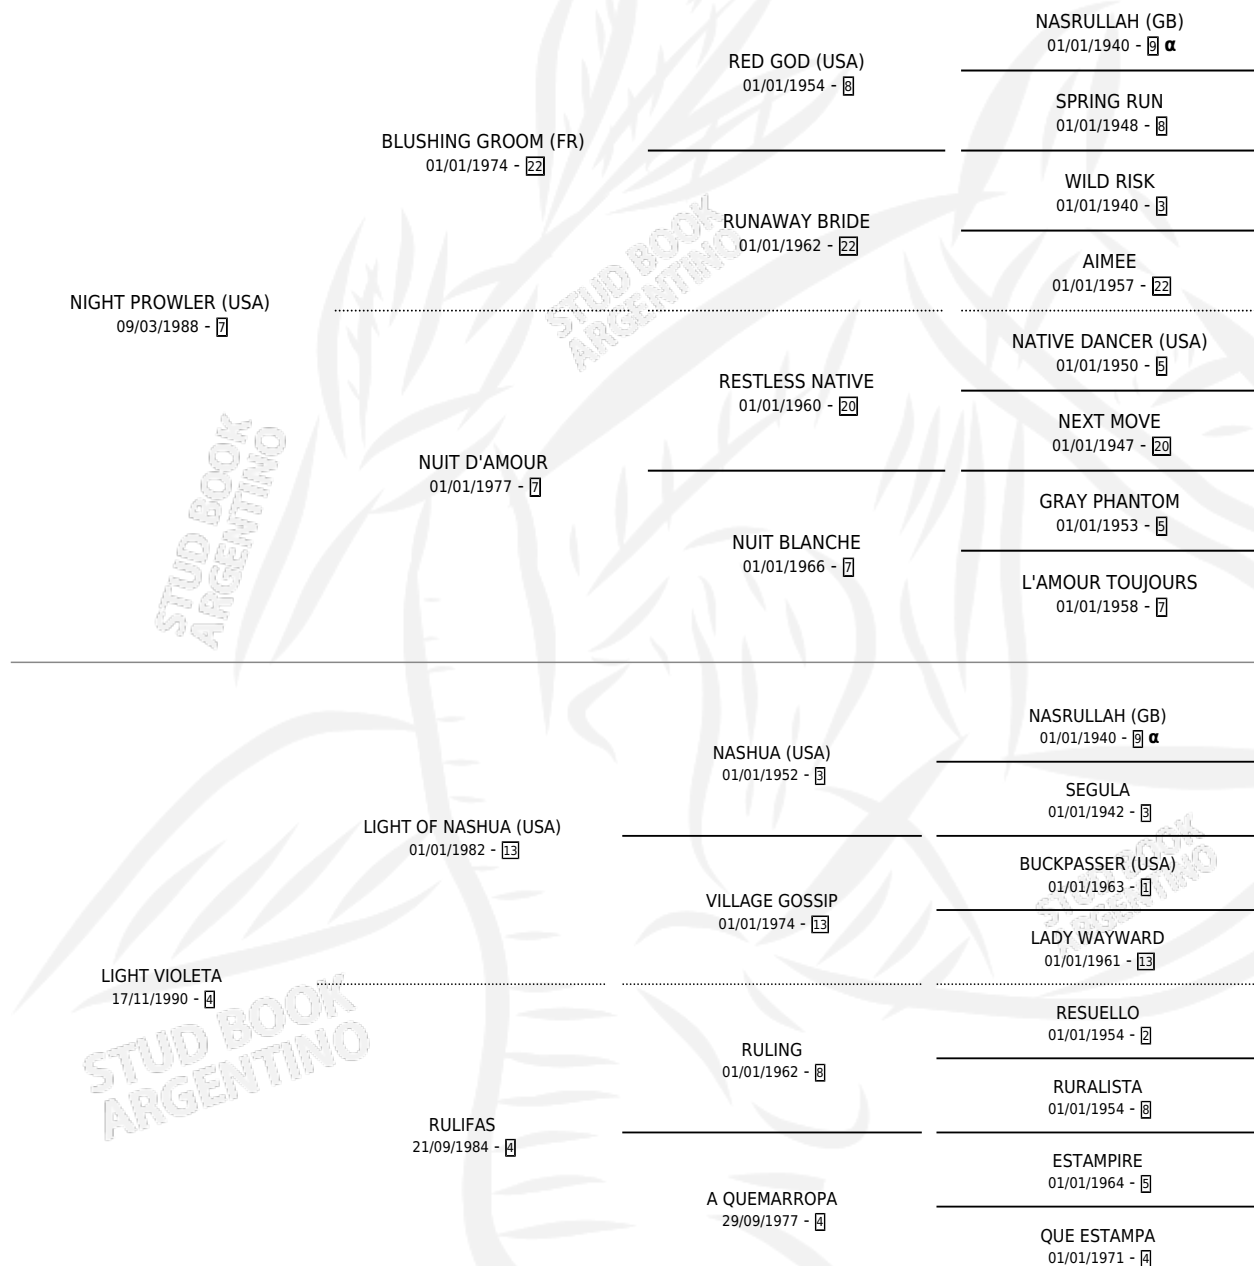 NASRULLAH (GB)
01/01/1940 - 9 α
RED GOD (USA)
01/01/1954 - 8
SPRING RUN
01/01/1948 - 8
BLUSHING GROOM (FR)
01/01/1974 - 22
WILD RISK
01/01/1940 - 3
RUNAWAY BRIDE
01/01/1962 - 22
AIMEE
01/01/1957 - 22
NIGHT PROWLER (USA)
09/03/1988 - 7
NATIVE DANCER (USA)
01/01/1950 - 5
RESTLESS NATIVE
01/01/1960 - 20
NEXT MOVE
01/01/1947 - 20
NUIT D'AMOUR
01/01/1977 - 7
GRAY PHANTOM
01/01/1953 - 5
NUIT BLANCHE
01/01/1966 - 7
L'AMOUR TOUJOURS
01/01/1958 - 7
NASRULLAH (GB)
01/01/1940 - 9 α
NASHUA (USA)
01/01/1952 - 3
SEGULA
01/01/1942 - 3
LIGHT OF NASHUA (USA)
01/01/1982 - 13
BUCKPASSER (USA)
01/01/1963 - 1
VILLAGE GOSSIP
01/01/1974 - 13
LADY WAYWARD
01/01/1961 - 13
LIGHT VIOLETA
17/11/1990 - 4
RESUELLO
01/01/1954 - 2
RULING
01/01/1962 - 8
RURALISTA
01/01/1954 - 8
RULIFAS
21/09/1984 - 4
ESTAMPIRE
01/01/1964 - 5
A QUEMARROPA
29/09/1977 - 4
QUE ESTAMPA
01/01/1971 - 4
STUD BOOK
ARGENTINO
STUD BOOK
ARGENTINO
STUD BOOK
ARGENTINO
STUD BOOK
ARGENTINO